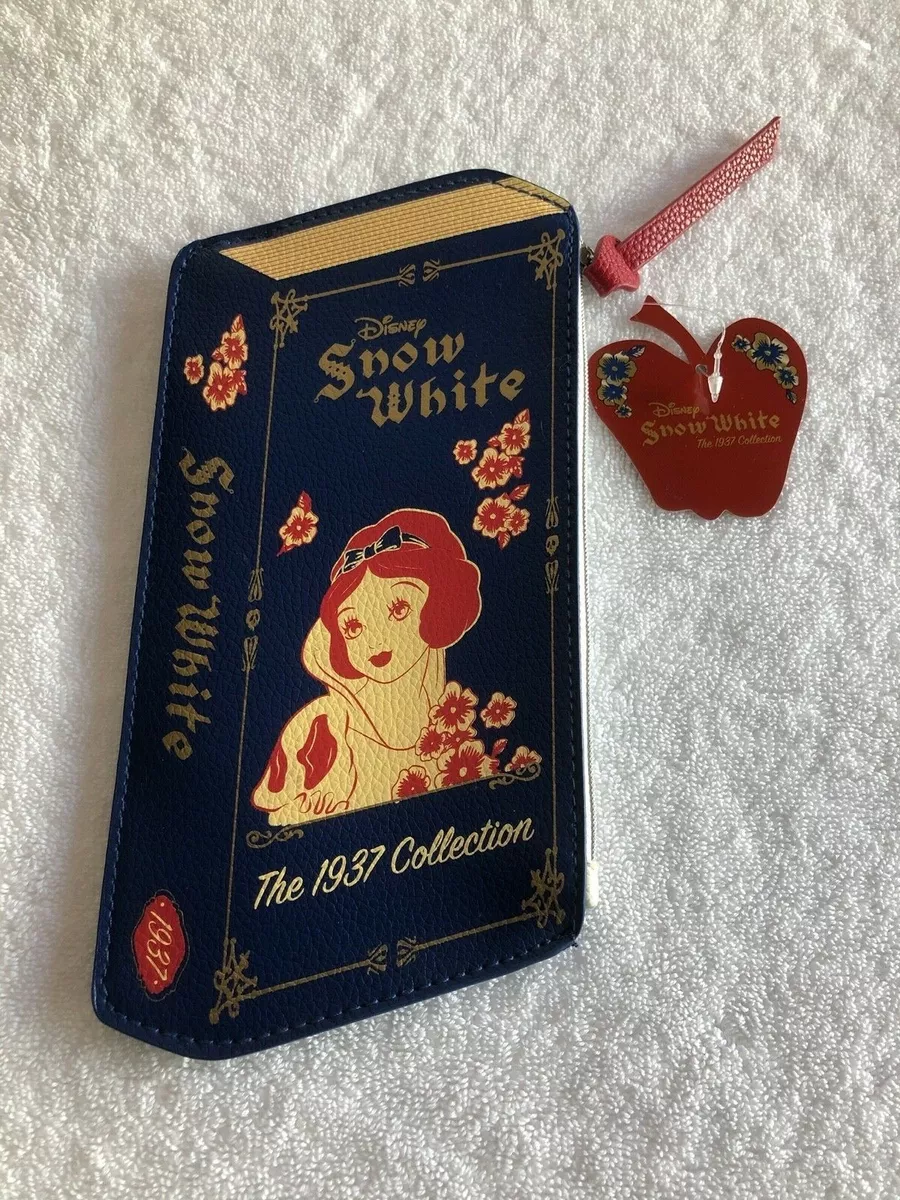 Disney
Snow
White
Snow White
1937
The 1937 Collection
Disney
Snow White
The 1937 Collection